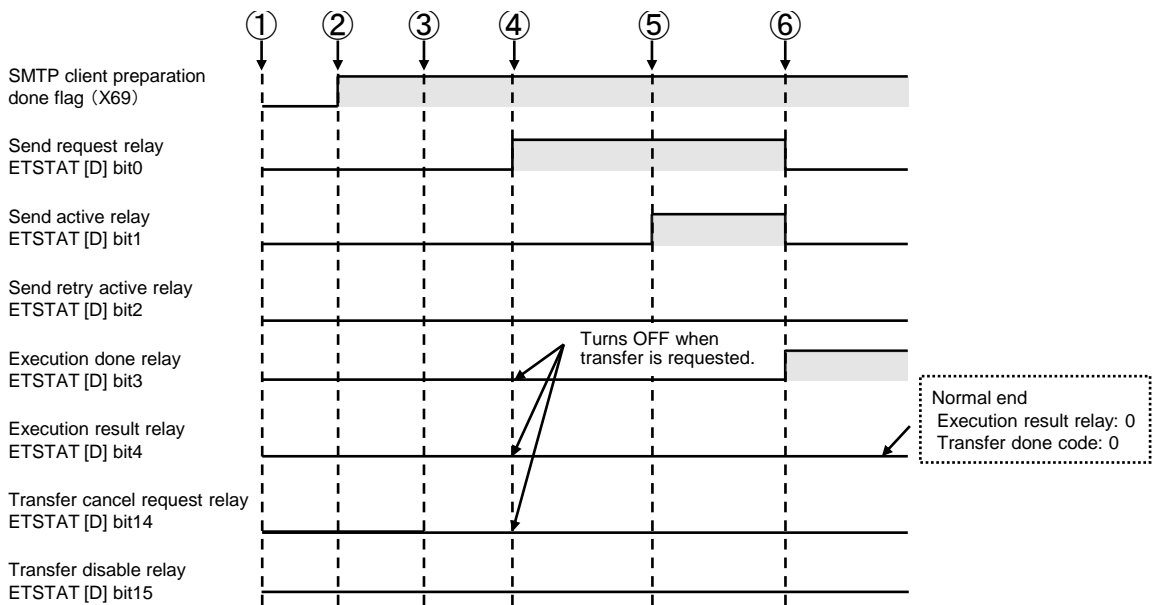 ① ② ③ ④ ⑤ ⑥
SMTP client preparation
done flag (X69)
Send request relay
ETSTAT [D] bit0
Send active relay
ETSTAT [D] bit1
Send retry active relay
ETSTAT [D] bit2
Turns OFF when
transfer is requested.
Execution done relay
ETSTAT [D] bit3
Normal end
Execution result relay: 0
Transfer done code: 0
Execution result relay
ETSTAT [D] bit4
Transfer cancel request relay
ETSTAT [D] bit14
Transfer disable relay
ETSTAT [D] bit15